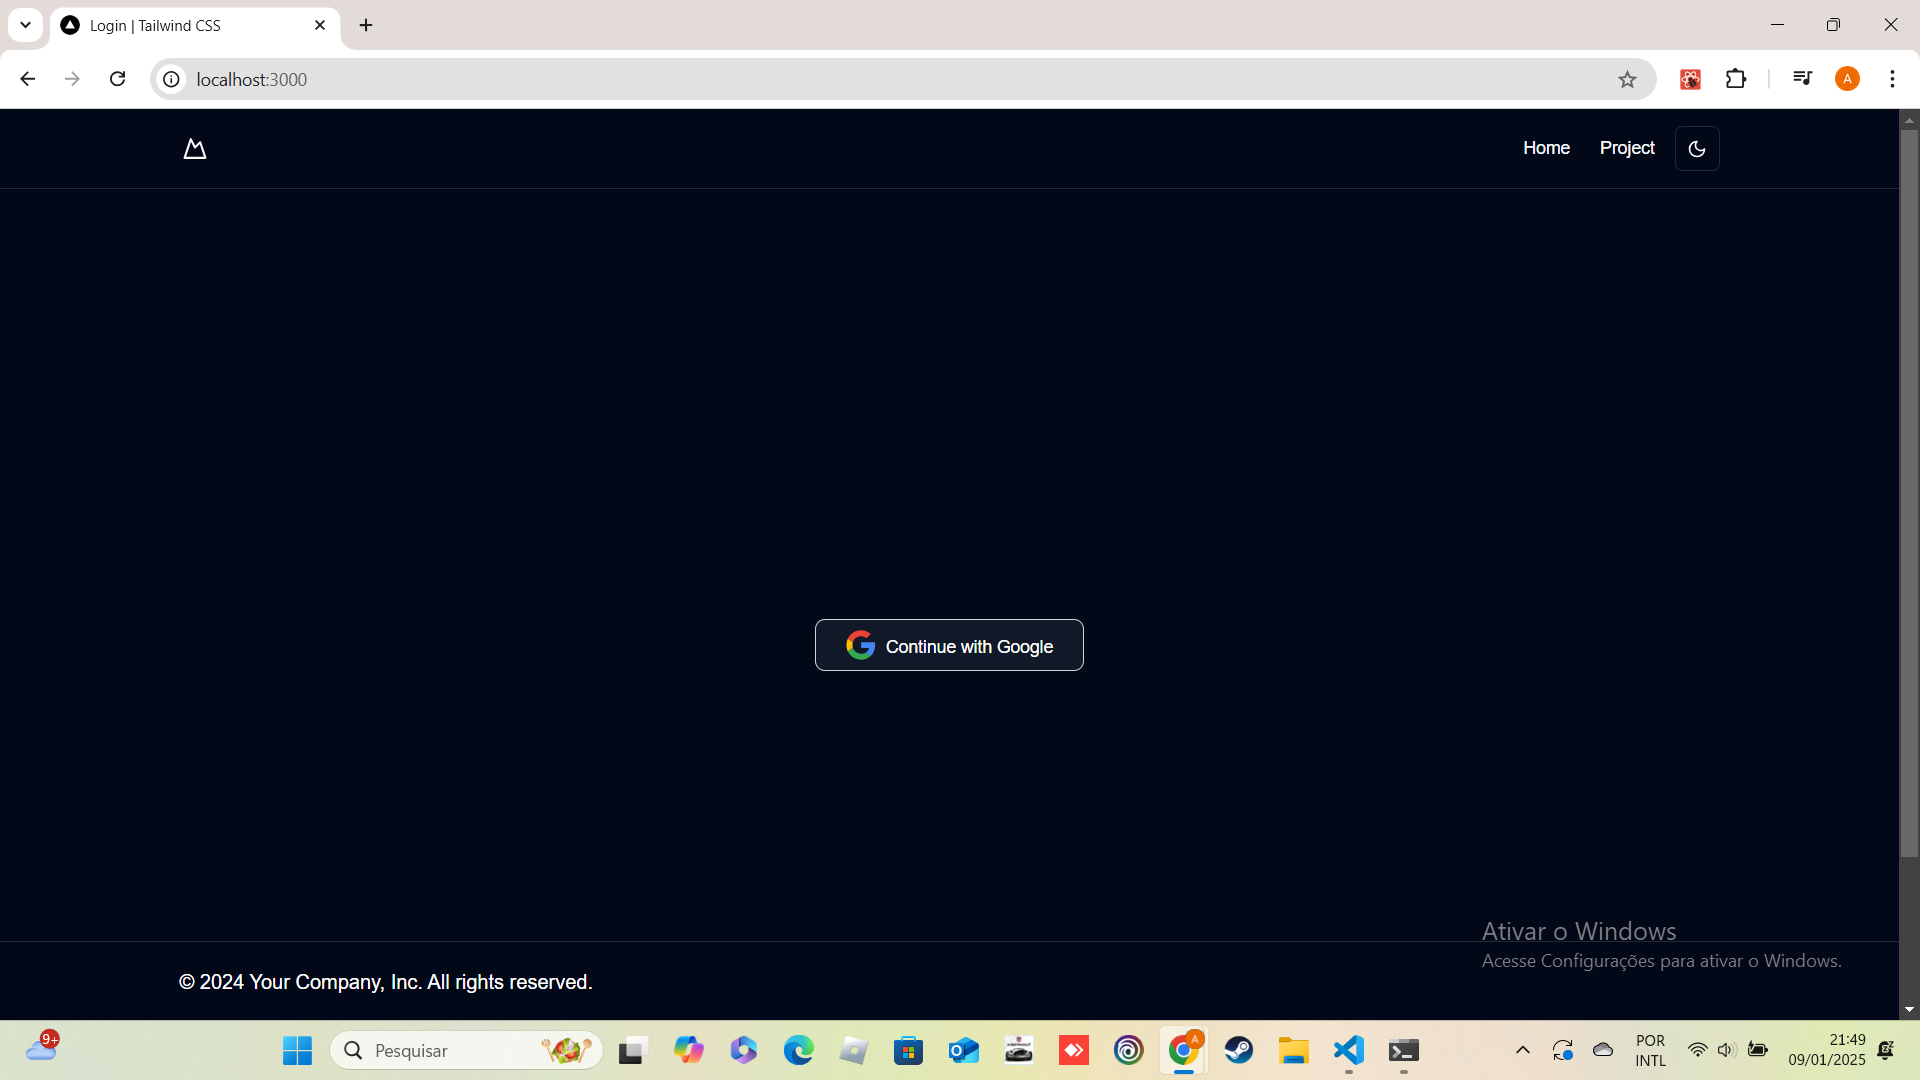 Login | Tailwind CSS
localhost:3000
A
Home
Project
Continue with Google
Ativar o Windows
Acesse Configurações para ativar o Windows.
© 2024 Your Company, Inc. All rights reserved.
9+
Pesquisar
A
POR
INTL
21:49
09/01/2025